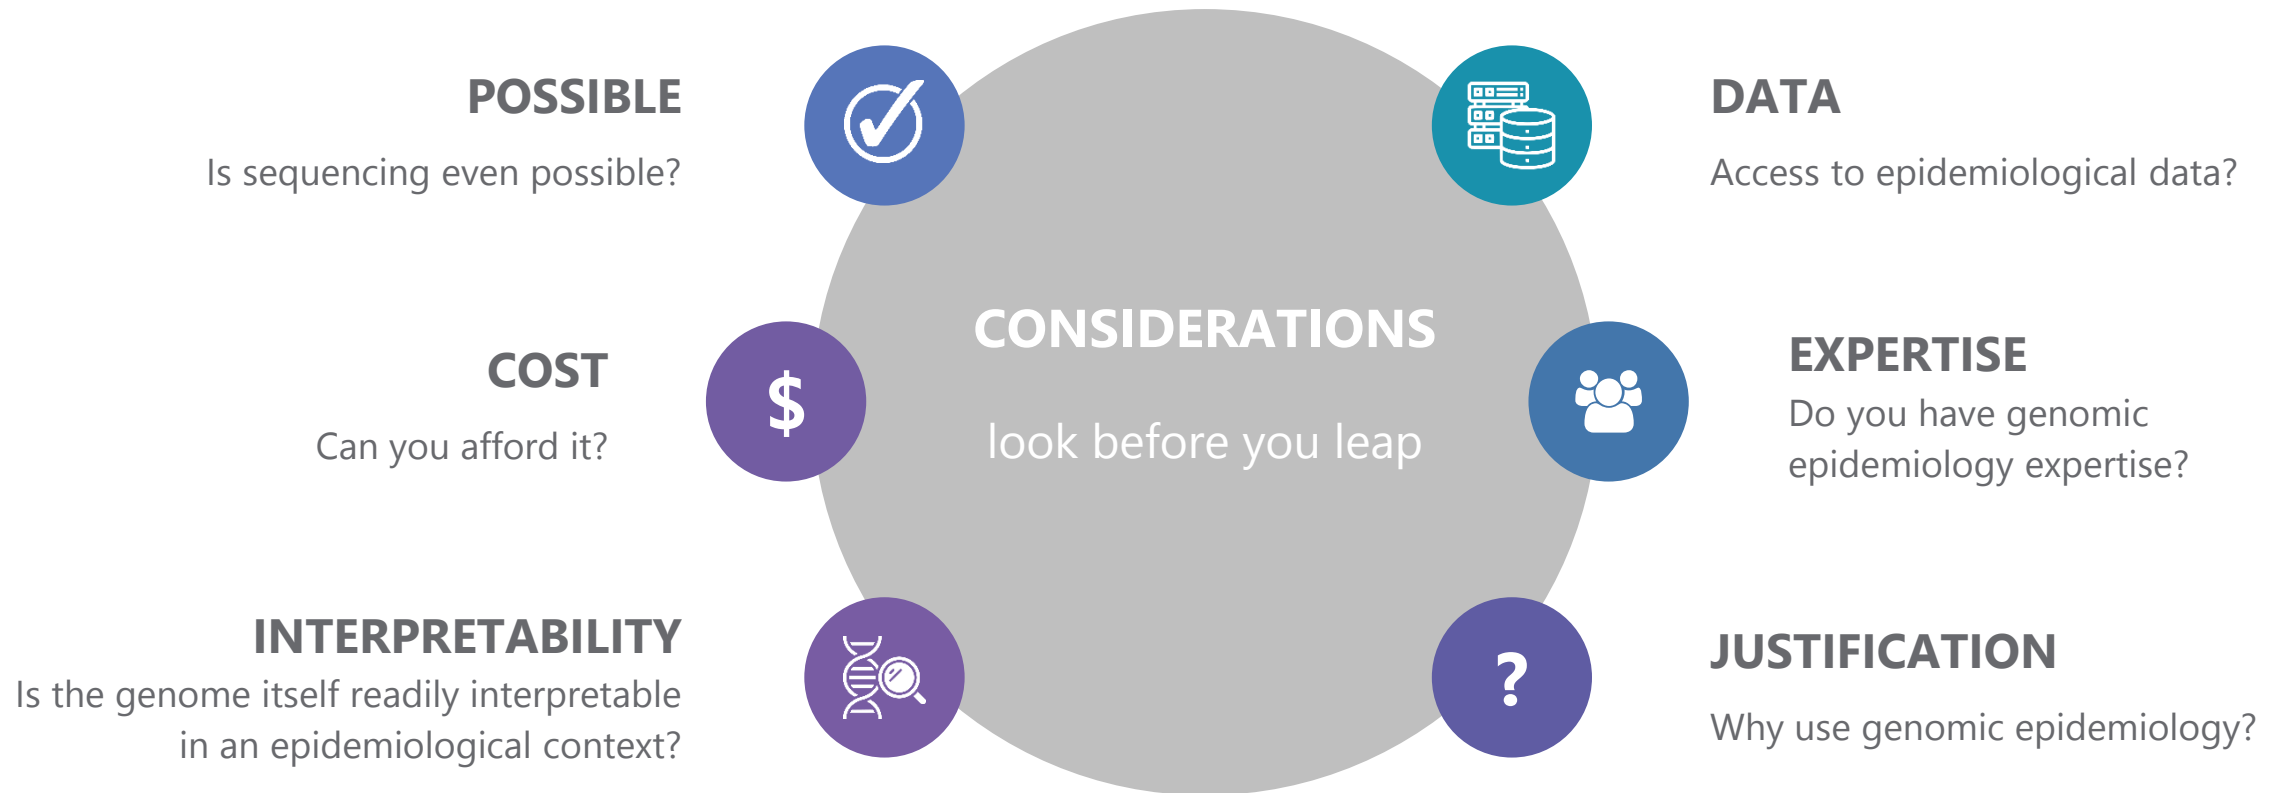 POSSIBLE
Is sequencing even possible?
COST
Can you afford it?
INTERPRETABILITY
Is the genome itself readily interpretable
in an epidemiological context?
$
CONSIDERATIONS
look before you leap
?
DATA
Access to epidemiological data?
EXPERTISE
Do you have genomic
epidemiology expertise?
JUSTIFICATION
Why use genomic epidemiology?